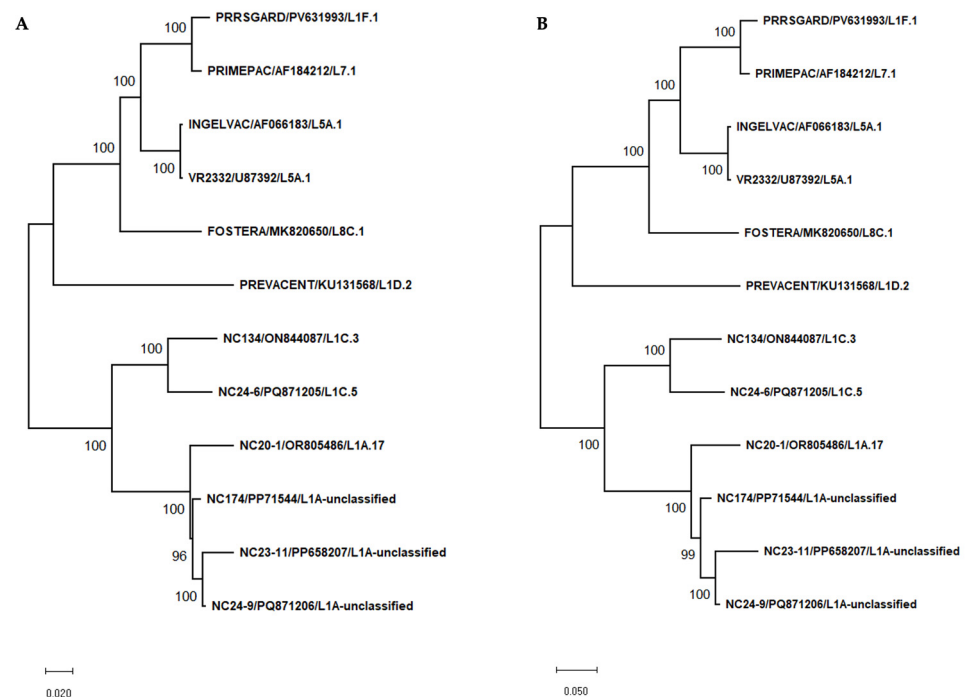 A
100
PRRSGARD/PV631993/L1F.1
100
PRIMEPAC/AF184212/L7.1
100
INGELVAC/AF066183/L5A.1
100
VR2332/U87392/L5A.1
FOSTERA/MK820650/L8C.1
PREVACENT/KU131568/L1D.2
NC134/ON844087/L1C.3
100
NC24-6/PQ871205/L1C.5
100
NC20-1/OR805486/L1A.17
NC174/PP71544/L1A-unclassified
100
NC23-11/PP658207/L1A-unclassified
96
100
NC24-9/PQ871206/L1A-unclassified
0.020
B
100
PRRSGARD/PV631993/L1F.1
100
PRIMEPAC/AF184212/L7.1
100
INGELVAC/AF066183/L5A.1
100
VR2332/U87392/L5A.1
FOSTERA/MK820650/L8C.1
PREVACENT/KU131568/L1D.2
NC134/ON844087/L1C.3
100
NC24-6/PQ871205/L1C.5
100
NC20-1/OR805486/L1A.17
NC174/PP71544/L1A-unclassified
100
NC23-11/PP658207/L1A-unclassified
99
100
NC24-9/PQ871206/L1A-unclassified
0.050